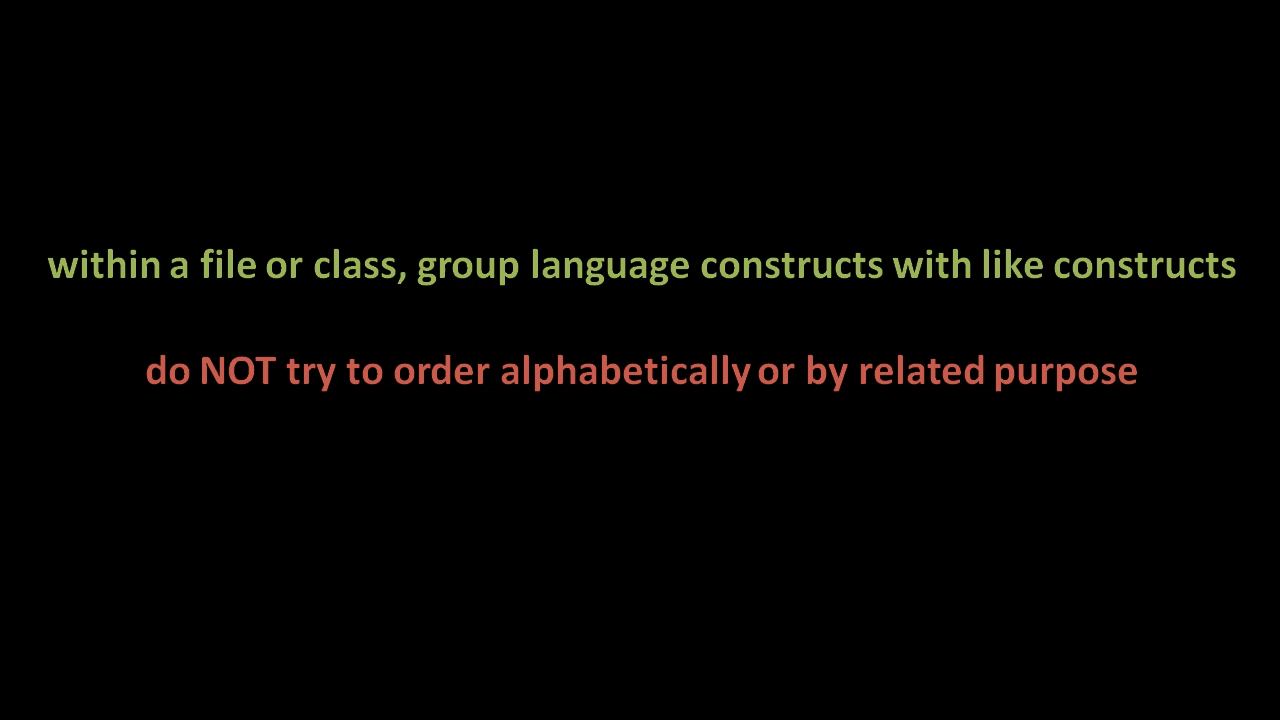 within a file or class, group language constructs with like constructs
do NOT try to order alphabetically or by related purpose